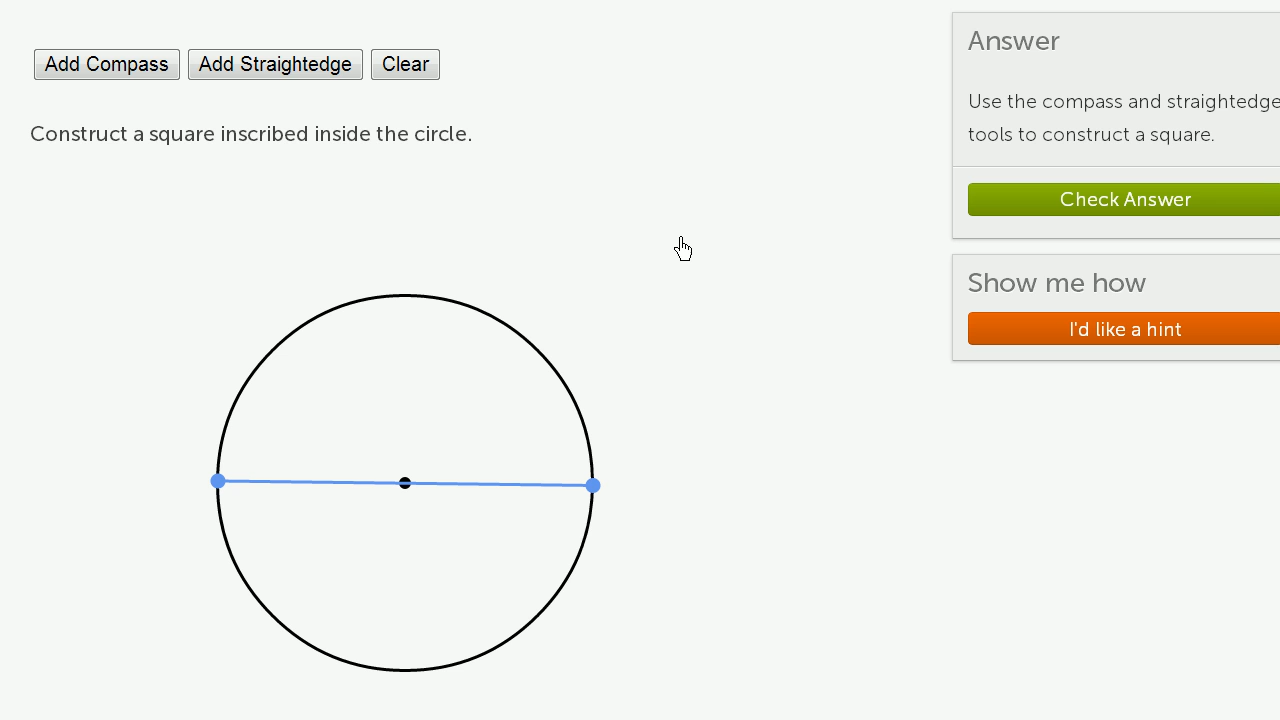 Add Compass Add Straightedge Clear
Construct a square inscribed inside the circle.
Answer
Use the compass and straightedge
tools to construct a square.
Check Answer
Show me how
I'd like a hint